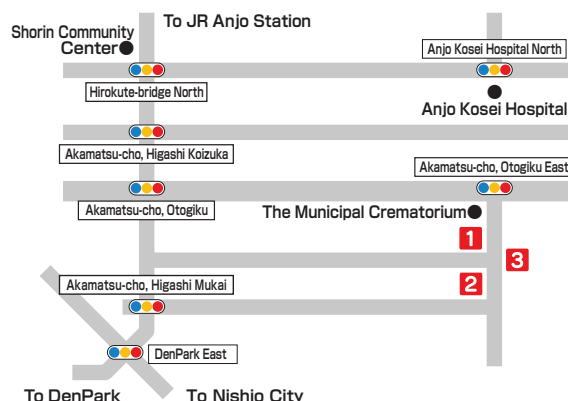 To JR Anjo Station
Shorin Community
Center
Anjo Kosei Hospital North
Hirokute-bridge North
Anjo Kosei Hospital
Akamatsu-cho, Higashi Koizuka
Akamatsu-cho, Otogiku East
Akamatsu-cho, Otogiku
The Municipal Crematorium
1
3
2
Akamatsu-cho, Higashi Mukai
DenPark East
To DenPark
To Nishio City